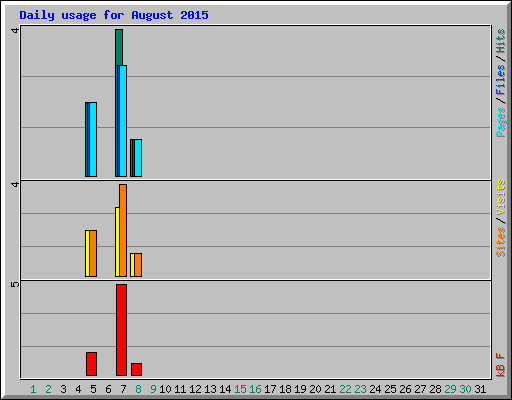 Daily usage for August 2015
4
Pages / Files / Hits
4
Sites / Visits
5
kB F
1 2 3 4 5 6 7 8 9 10 11 12 13 14 15 16 17 18 19 20 21 22 23 24 25 26 27 28 29 30 31